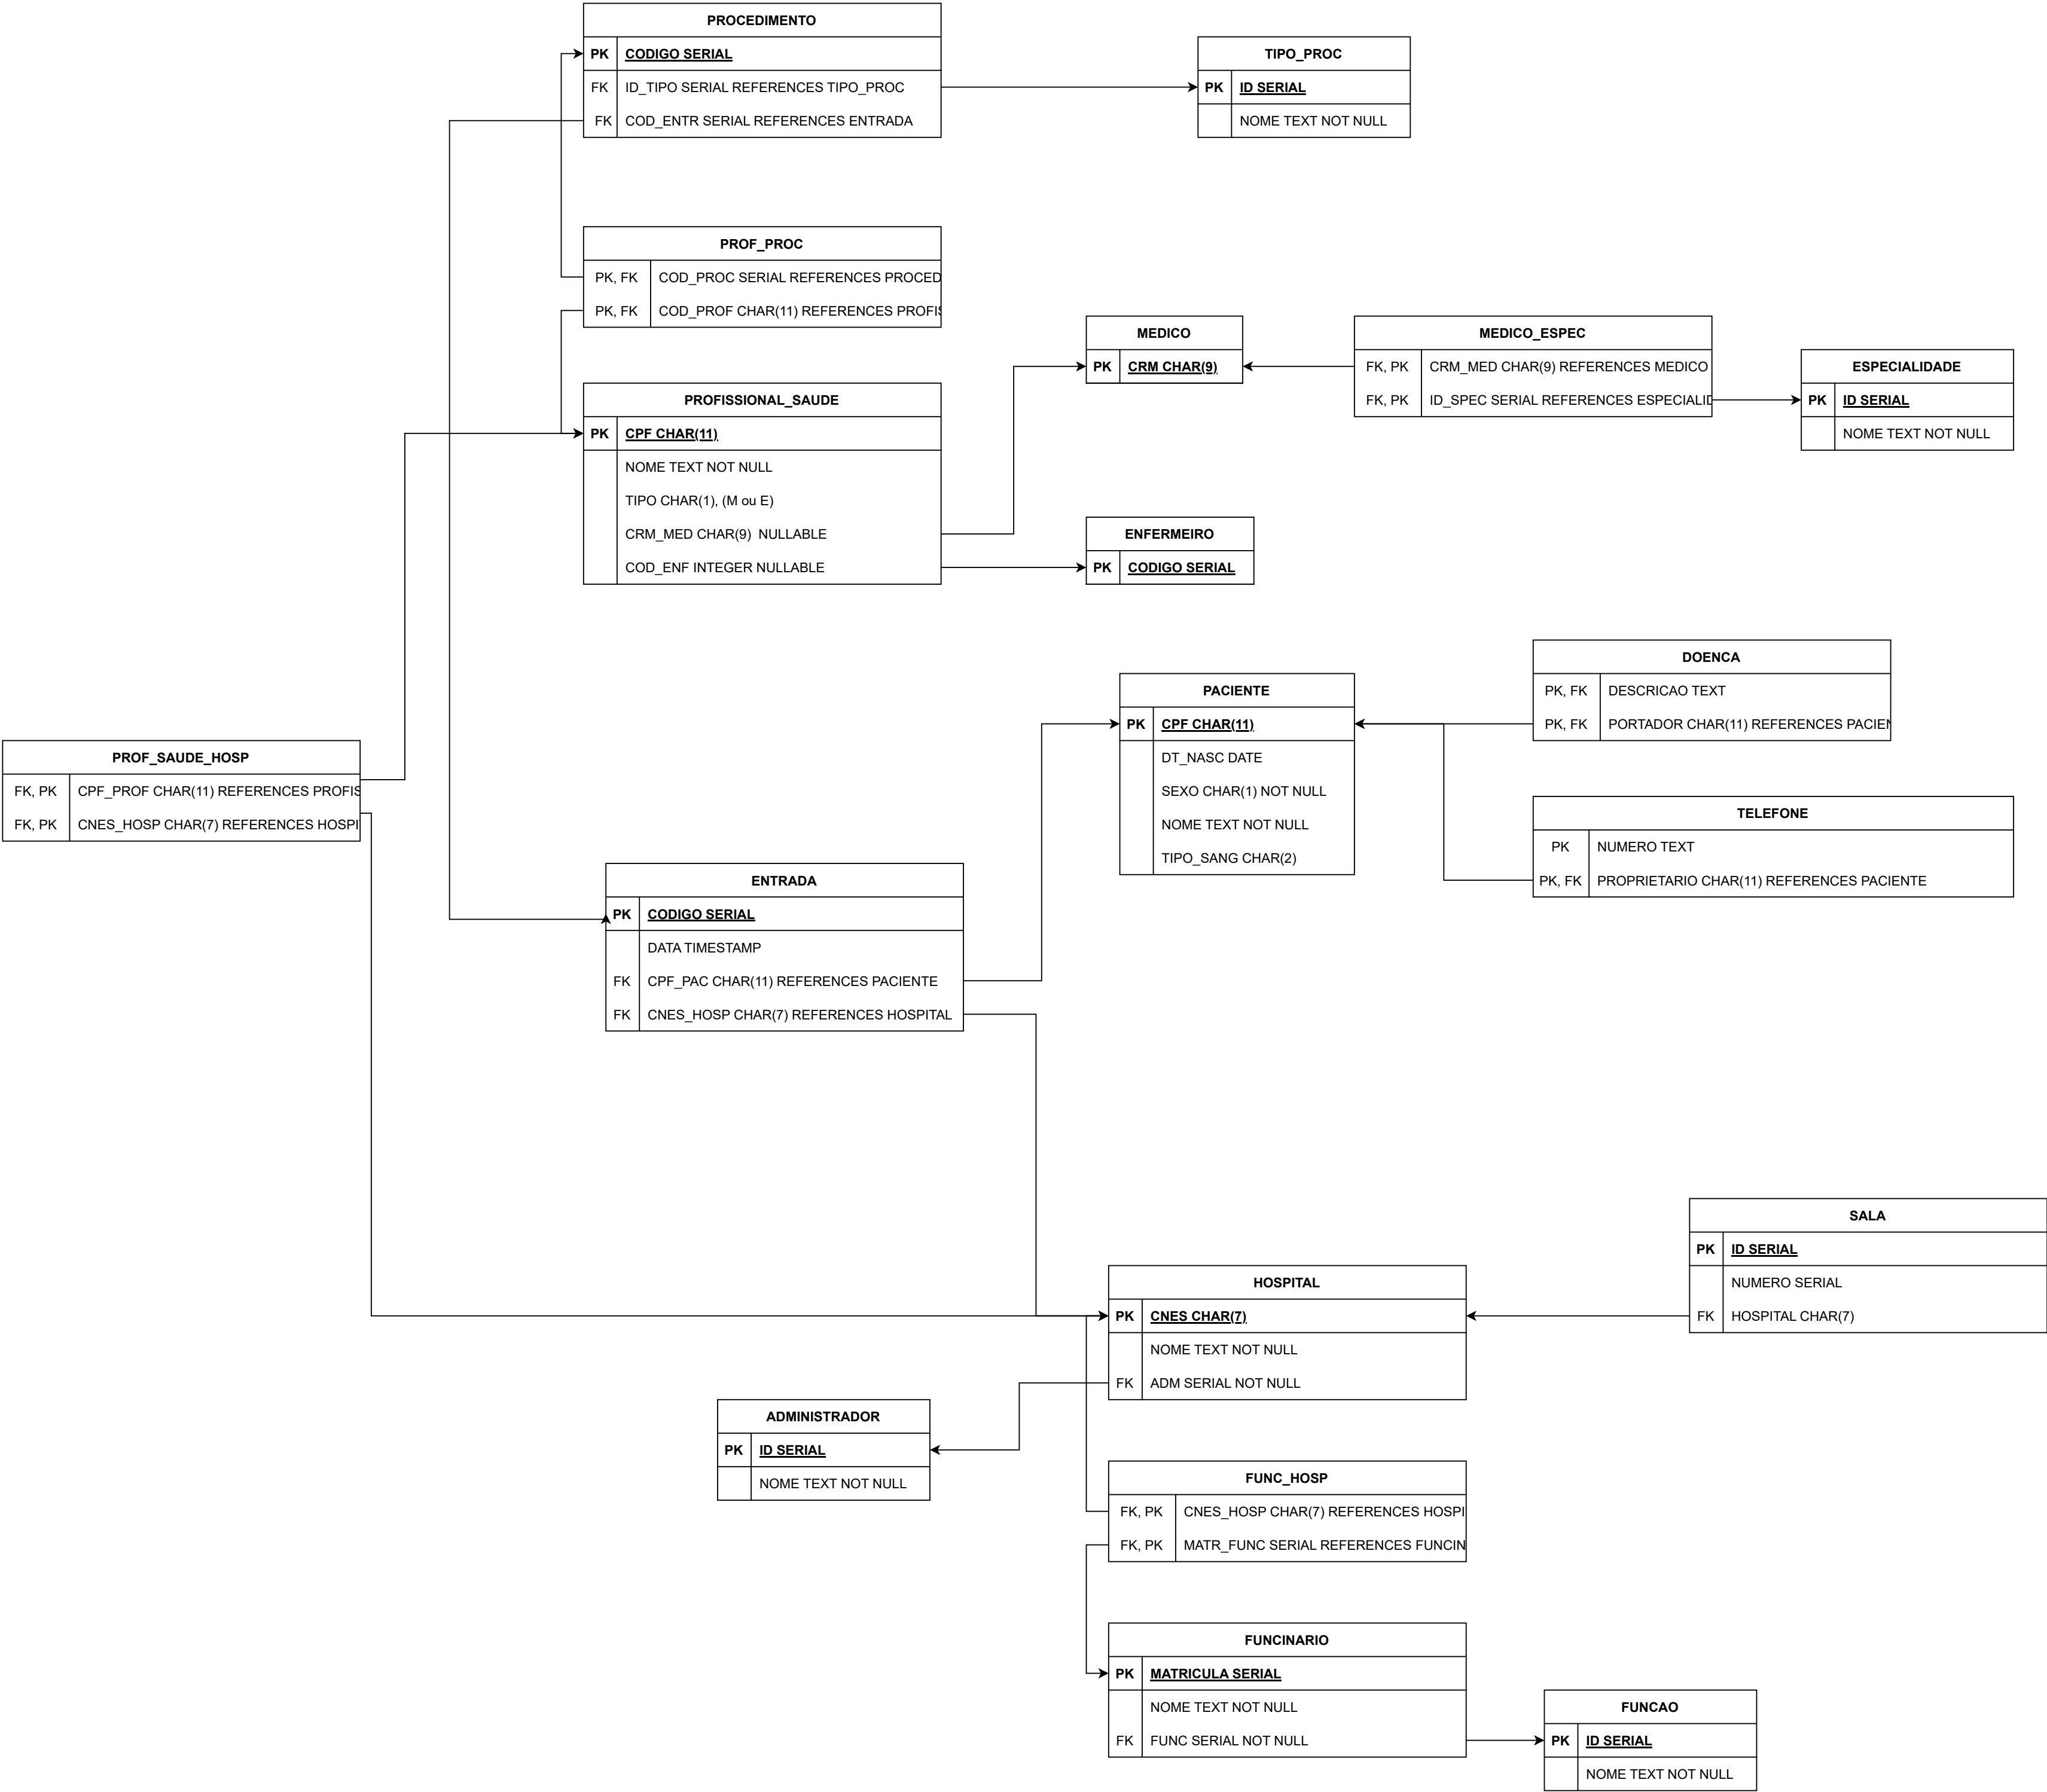 PROCEDIMENTO
PK CODIGO SERIAL
FK ID_TIPO SERIAL REFERENCES TIPO_PROC
FK COD_ENTR SERIAL REFERENCES ENTRADA
TIPO_PROC
PK ID SERIAL
NOME TEXT NOT NULL
PROF_PROC
PK, FK COD_PROC SERIAL REFERENCES PROCED
PK, FK COD_PROF CHAR(11) REFERENCES PROFIS
MEDICO
PK CRM CHAR(9)
MEDICO_ESPEC
FK, PK CRM_MED CHAR(9) REFERENCES MEDICO
FK, PK ID_SPEC SERIAL REFERENCES ESPECIALID
ESPECIALIDADE
PK ID SERIAL
NOME TEXT NOT NULL
PROFISSIONAL_SAUDE
PK CPF CHAR(11)
NOME TEXT NOT NULL
TIPO CHAR(1), (M ou E)
CRM_MED CHAR(9) NULLABLE
COD_ENF INTEGER NULLABLE
ENFERMEIRO
PK CODIGO SERIAL
DOENCA
PK, FK DESCRICAO TEXT
PK, FK PORTADOR CHAR(11) REFERENCES PACIEN
PACIENTE
PK CPF CHAR(11)
DT_NASC DATE
SEXO CHAR(1) NOT NULL
NOME TEXT NOT NULL
TIPO_SANG CHAR(2)
PROF_SAUDE_HOSP
FK, PK CPF_PROF CHAR(11) REFERENCES PROFIS
FK, PK CNES_HOSP CHAR(7) REFERENCES HOSPI
TELEFONE
PK NUMERO TEXT
PK, FK PROPRIETARIO CHAR(11) REFERENCES PACIENTE
ENTRADA
PK CODIGO SERIAL
DATA TIMESTAMP
FK CPF_PAC CHAR(11) REFERENCES PACIENTE
FK CNES_HOSP CHAR(7) REFERENCES HOSPITAL
SALA
PK ID SERIAL
NUMERO SERIAL
FK HOSPITAL CHAR(7)
HOSPITAL
PK CNES CHAR(7)
NOME TEXT NOT NULL
FK ADM SERIAL NOT NULL
ADMINISTRADOR
PK ID SERIAL
NOME TEXT NOT NULL
FUNC_HOSP
FK, PK CNES_HOSP CHAR(7) REFERENCES HOSPI
FK, PK MATR_FUNC SERIAL REFERENCES FUNCIN
FUNCINARIO
PK MATRICULA SERIAL
NOME TEXT NOT NULL
FK FUNC SERIAL NOT NULL
FUNCAO
PK ID SERIAL
NOME TEXT NOT NULL